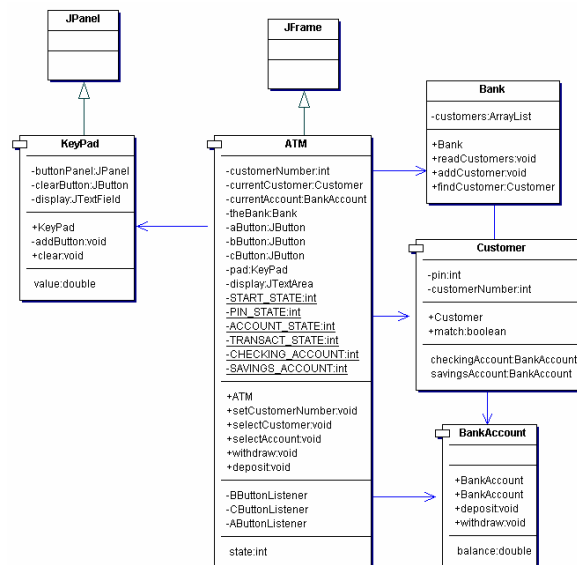 JPanel
JFrame
KeyPad
-buttonPanel:JPanel
-clearButton:JButton
-display:JTextField
+KeyPad
-addButton:void
+clear:void
value:double
ATM
-customerNumber:int
-currentCustomer:Customer
-currentAccount:BankAccount
-theBank:Bank
-aButton:JButton
-bButton:JButton
-cButton:JButton
-pad:KeyPad
-display:JTextArea
-START_STATE:int
-PIN_STATE:int
-ACCOUNT_STATE:int
-TRANSACT_STATE:int
-CHECKING_ACCOUNT:int
-SAVINGS_ACCOUNT:int
+ATM
+setCustomerNumber:void
+selectCustomer:void
+selectAccount:void
+withdraw:void
+deposit:void
-BButtonListener
-CButtonListener
-AButtonListener
state:int
Bank
-customers:ArrayList
+Bank
+readCustomers:void
+addCustomer:void
+findCustomer:Customer
Customer
-pin:int
-customerNumber:int
+Customer
+match:boolean
checkingAccount:BankAccount
savingsAccount:BankAccount
BankAccount
+BankAccount
+BankAccount
+deposit:void
+withdraw:void
balance:double